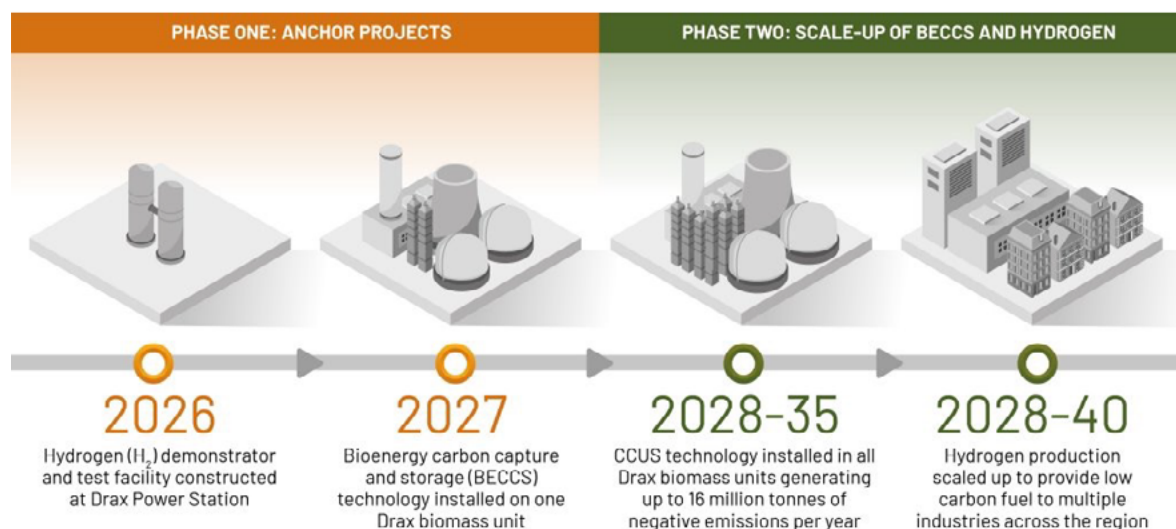 PHASE ONE: ANCHOR PROJECTS
PHASE TWO: SCALE-UP OF BECCS AND HYDROGEN
2026
Hydrogen (H₂) demonstrator
and test facility constructed
at Drax Power Station
2027
Bioenergy carbon capture
and storage (BECCS)
technology installed on one
Drax biomass unit
2028-35
CCUS technology installed in all
Drax biomass units generating
up to 16 million tonnes of
negative emissions per year
2028-40
Hydrogen production
scaled up to provide low
carbon fuel to multiple
industries across the region